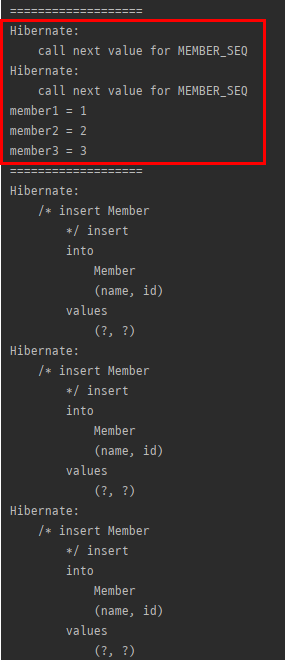 ===================
Hibernate:
    call next value for MEMBER_SEQ
Hibernate:
    call next value for MEMBER_SEQ
member1 = 1
member2 = 2
member3 = 3
===================
Hibernate:
    /* insert Member
        */ insert
        into
            Member
            (name, id)
        values
            (?, ?)
Hibernate:
    /* insert Member
        */ insert
        into
            Member
            (name, id)
        values
            (?, ?)
Hibernate:
    /* insert Member
        */ insert
        into
            Member
            (name, id)
        values
            (?, ?)